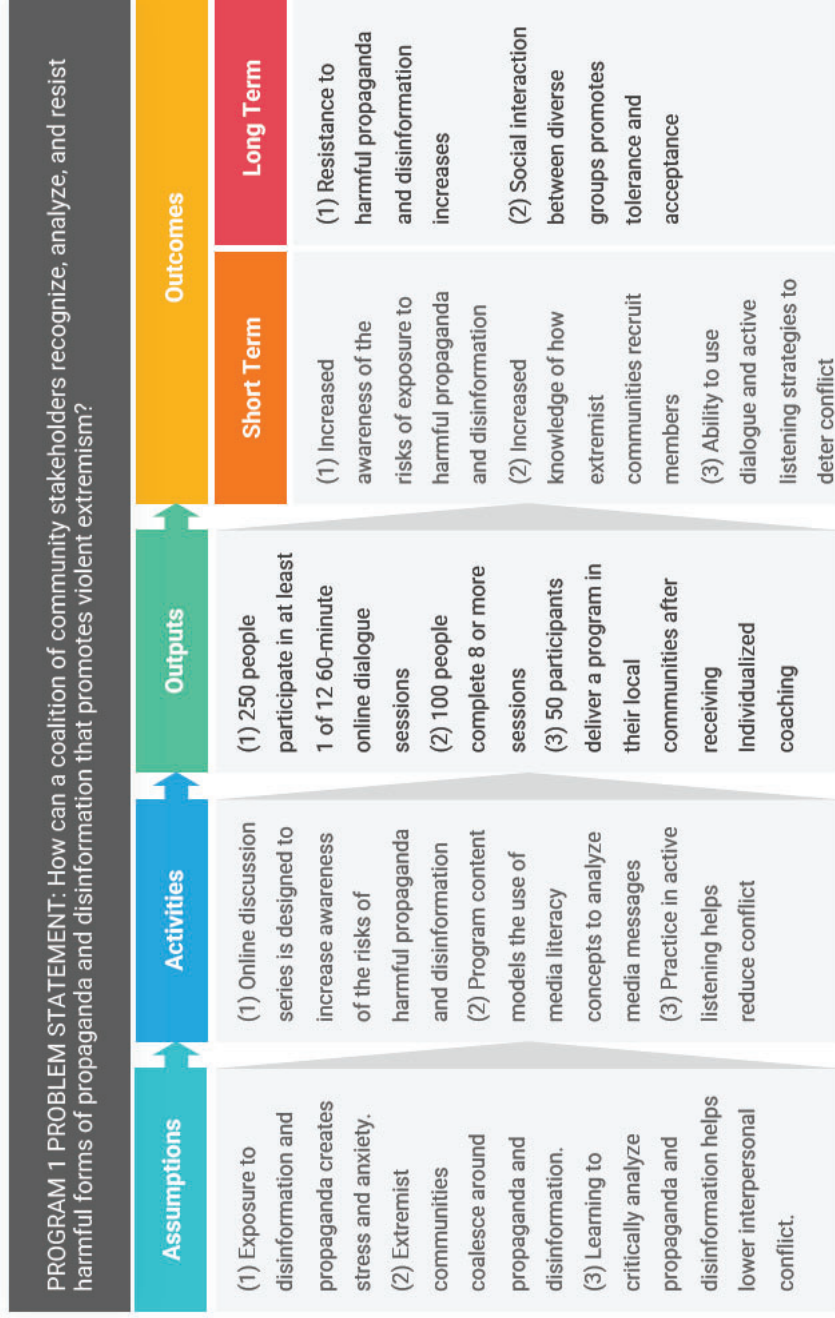 PROGRAM 1 PROBLEM STATEMENT: How can a coalition of community stakeholders recognize, analyze, and resist
harmful forms of propaganda and disinformation that promotes violent extremism?
Assumptions
(1) Exposure to
disinformation and
propaganda creates
stress and anxiety.
(2) Extremist
communities
coalesce around
propaganda and
disinformation.
(3) Learning to
critically analyze
propaganda and
disinformation helps
lower interpersonal
conflict.
Activities
(1) Online discussion
series is designed to
increase awareness
of the risks of
harmful propaganda
and disinformation
(2) Program content
models the use of
media literacy
concepts to analyze
media messages
(3) Practice in active
listening helps
reduce conflict
Outputs
(1) 250 people
participate in at least
1 of 12 60-minute
online dialogue
sessions
(2) 100 people
complete 8 or more
sessions
(3) 50 participants
deliver a program in
their local
communities after
receiving
Individualized
coaching
Outcomes
Short Term
(1) Increased
awareness of the
risks of exposure to
harmful propaganda
and disinformation
(2) Increased
knowledge of how
extremist
communities recruit
members
(3) Ability to use
dialogue and active
listening strategies to
deter conflict
Long Term
(1) Resistance to
harmful propaganda
and disinformation
increases
(2) Social interaction
between diverse
groups promotes
tolerance and
acceptance